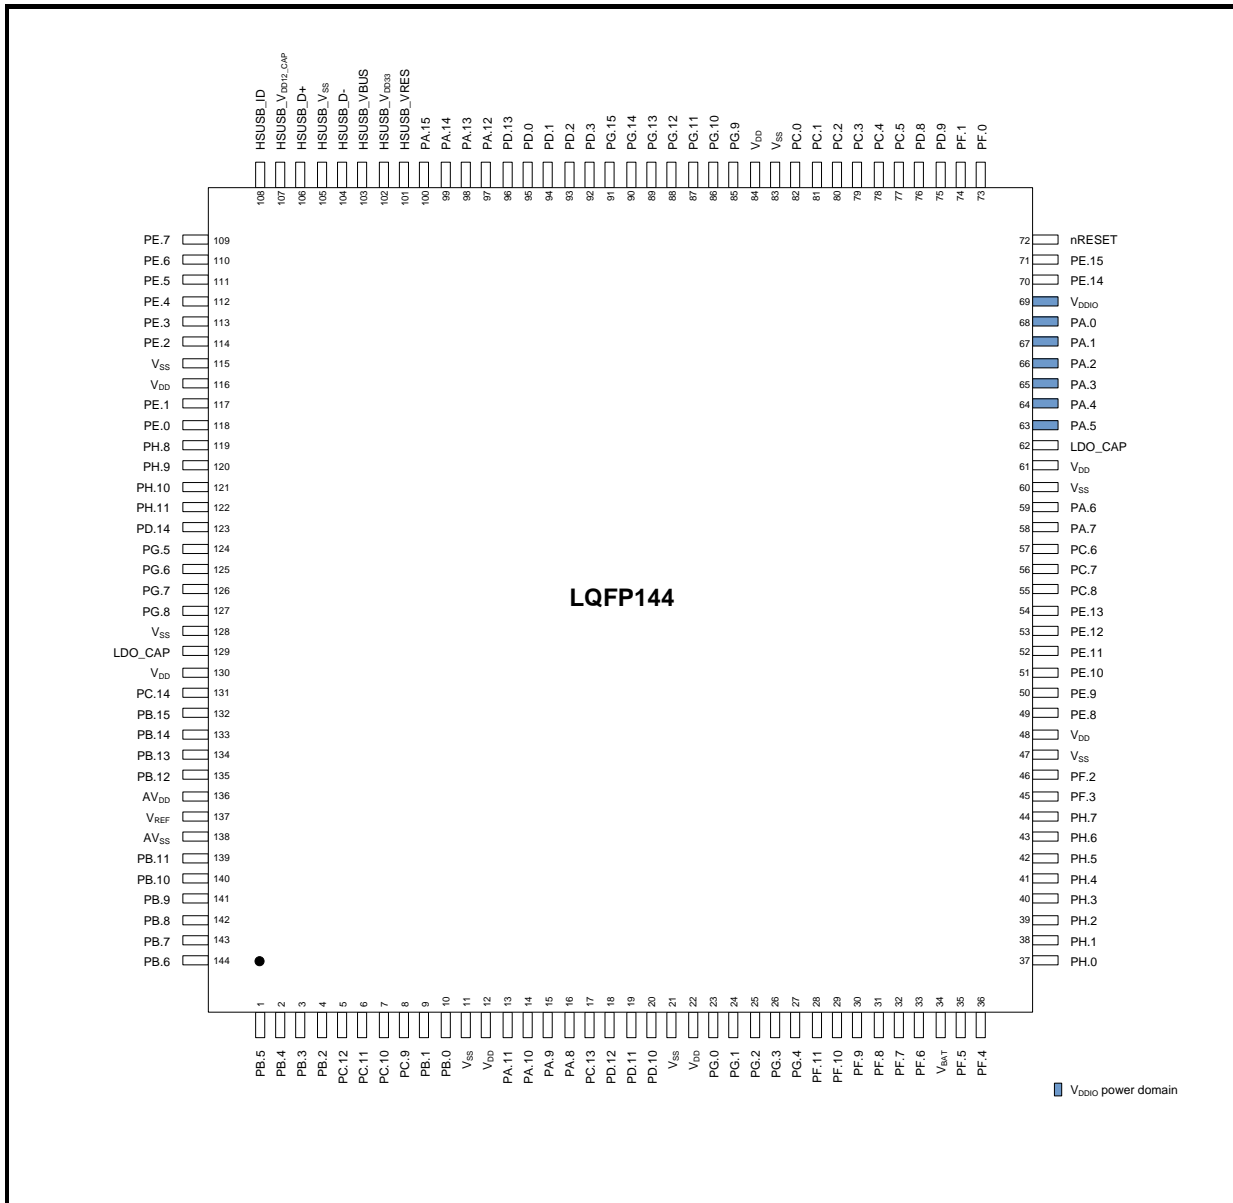 HSUSB_ID
HSUSB_VDD12_CAP
HSUSB_D+
HSUSB_VSS
HSUSB_D-
HSUSB_VBUS
HSUSB_VDD33
HSUSB_VRES
PA.15
PA.14
PA.13
PA.12
PD.13
PD.0
PD.1
PD.2
PD.3
PG.15
PG.14
PG.13
PG.12
PG.11
PG.10
PG.9
VDD
VSS
PC.0
PC.1
PC.2
PC.3
PC.4
PC.5
PD.8
PD.9
PF.1
PF.0
108
107
106
105
104
103
102
101
100
99
98
97
96
95
94
93
92
91
90
89
88
87
86
85
84
83
82
81
80
79
78
77
76
75
74
73
PE.7 109
PE.6 110
PE.5 111
PE.4 112
PE.3 113
PE.2 114
VSS 115
VDD 116
PE.1 117
PE.0 118
PH.8 119
PH.9 120
PH.10 121
PH.11 122
PD.14 123
PG.5 124
PG.6 125
PG.7 126
PG.8 127
VSS 128
LDO_CAP 129
VDD 130
PC.14 131
PB.15 132
PB.14 133
PB.13 134
PB.12 135
AVDD 136
VREF 137
AVSS 138
PB.11 139
PB.10 140
PB.9 141
PB.8 142
PB.7 143
PB.6 144
LQFP144
72 nRESET
71 PE.15
70 PE.14
69 VDDIO
68 PA.0
67 PA.1
66 PA.2
65 PA.3
64 PA.4
63 PA.5
62 LDO_CAP
61 VDD
60 VSS
59 PA.6
58 PA.7
57 PC.6
56 PC.7
55 PC.8
54 PE.13
53 PE.12
52 PE.11
51 PE.10
50 PE.9
49 PE.8
48 VDD
47 VSS
46 PF.2
45 PF.3
44 PH.7
43 PH.6
42 PH.5
41 PH.4
40 PH.3
39 PH.2
38 PH.1
37 PH.0
1
2
3
4
5
6
7
8
9
10
11
12
13
14
15
16
17
18
19
20
21
22
23
24
25
26
27
28
29
30
31
32
33
34
35
36
PB.5
PB.4
PB.3
PB.2
PC.12
PC.11
PC.10
PC.9
PB.1
PB.0
VSS
VDD
PA.11
PA.10
PA.9
PA.8
PC.13
PD.12
PD.11
PD.10
VSS
VDD
PG.0
PG.1
PG.2
PG.3
PG.4
PF.11
PF.10
PF.9
PF.8
PF.7
PF.6
VBAT
PF.5
PF.4
VDDIO power domain